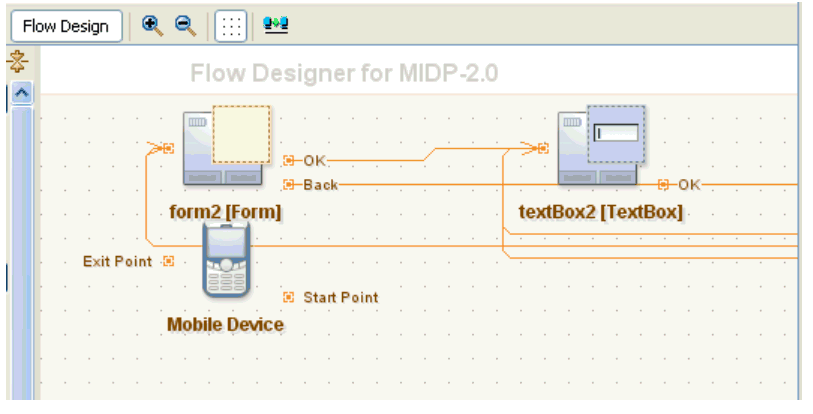 Flow Design
Flow Designer for MIDP-2.0
OK
Back
OK
form2 [Form]
textBox2 [TextBox]
Exit Point
Start Point
Mobile Device